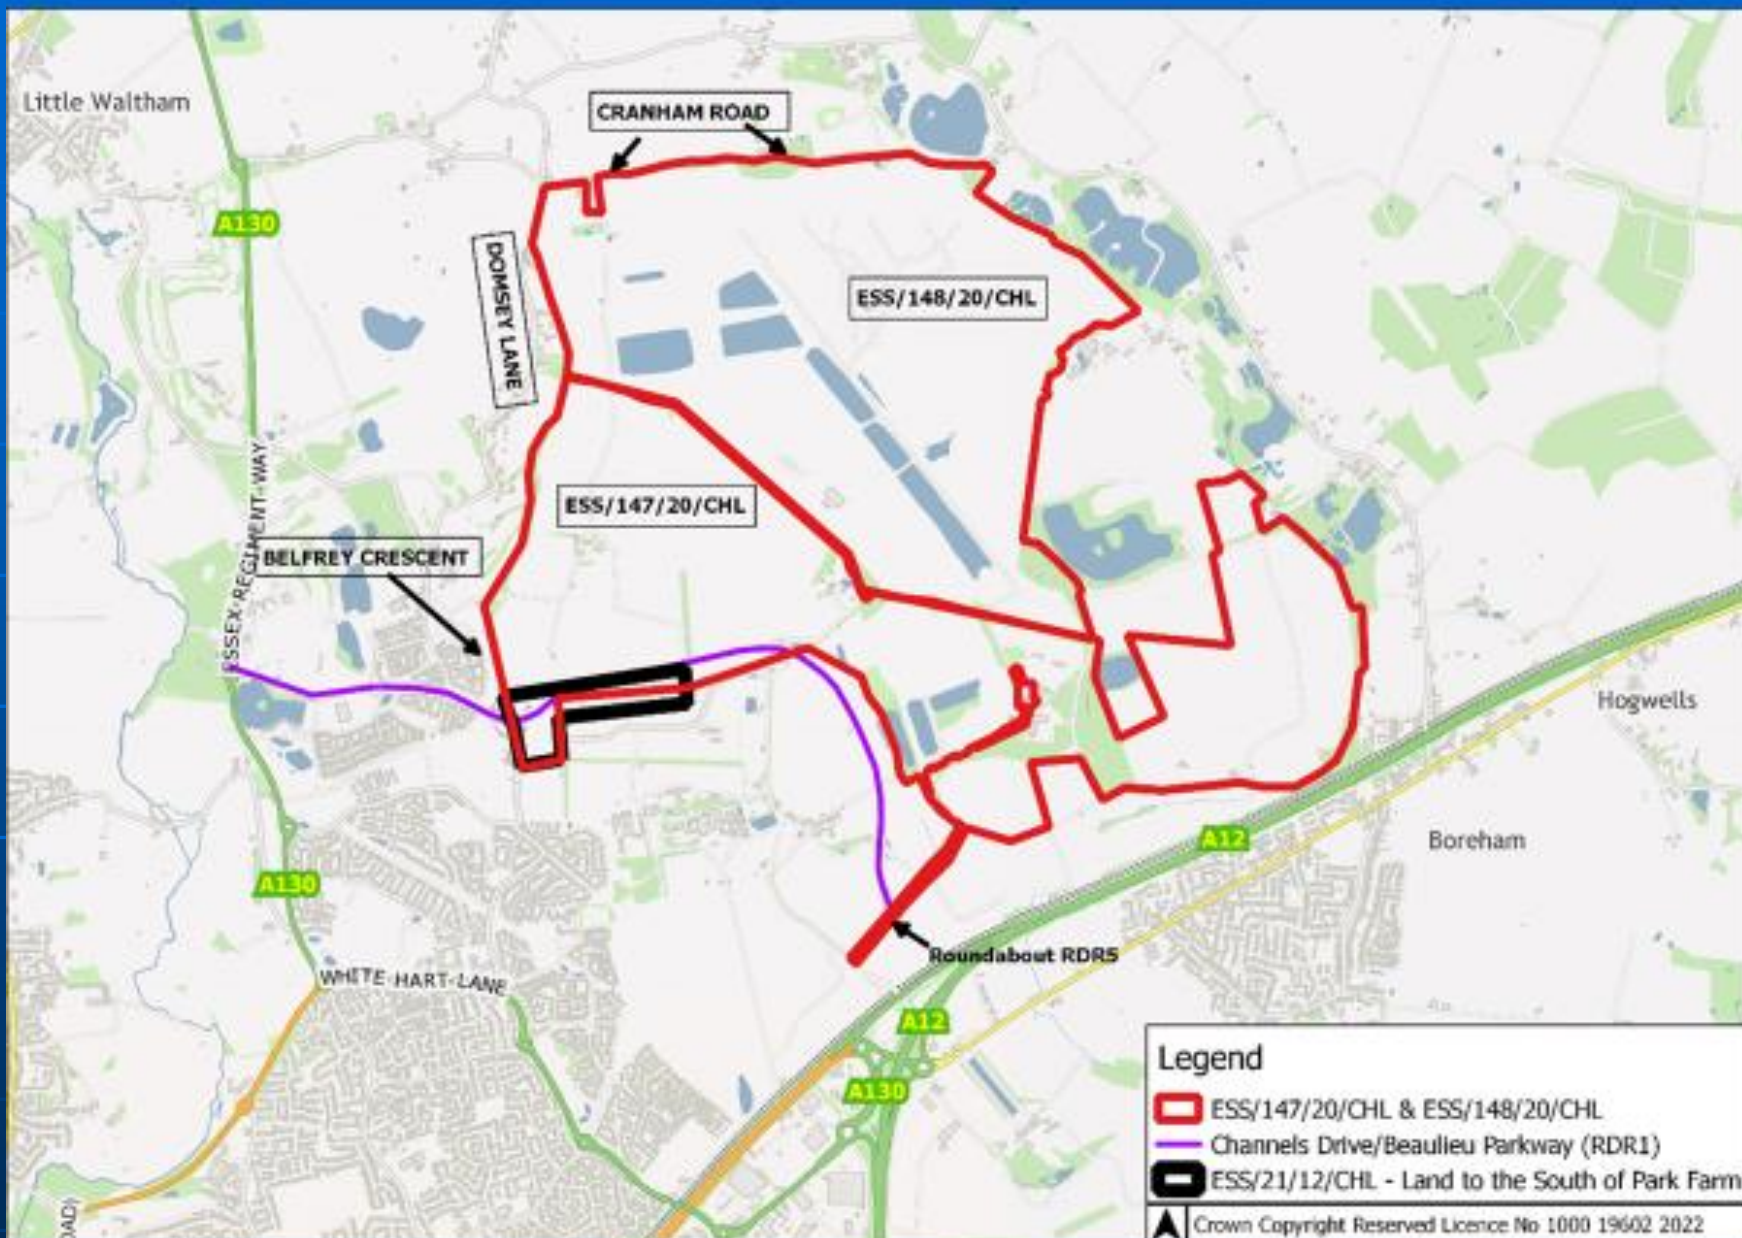 Little Waltham
CRANHAM ROAD
A130
DOMSEY LANE
ESS/148/20/CHL
ESS/147/20/CHL
ESSEX-REGIMENT-WAY
BELFREY CRESCENT
Hogwells
Boreham
A12
A130
Roundabout RDR5
WHITE HART-LANE
A12
A130
OAD)
Legend
ESS/147/20/CHL & ESS/148/20/CHL
Channels Drive/Beaulieu Parkway (RDR1)
ESS/21/12/CHL - Land to the South of Park Farm
Crown Copyright Reserved Licence No 1000 19602 2022